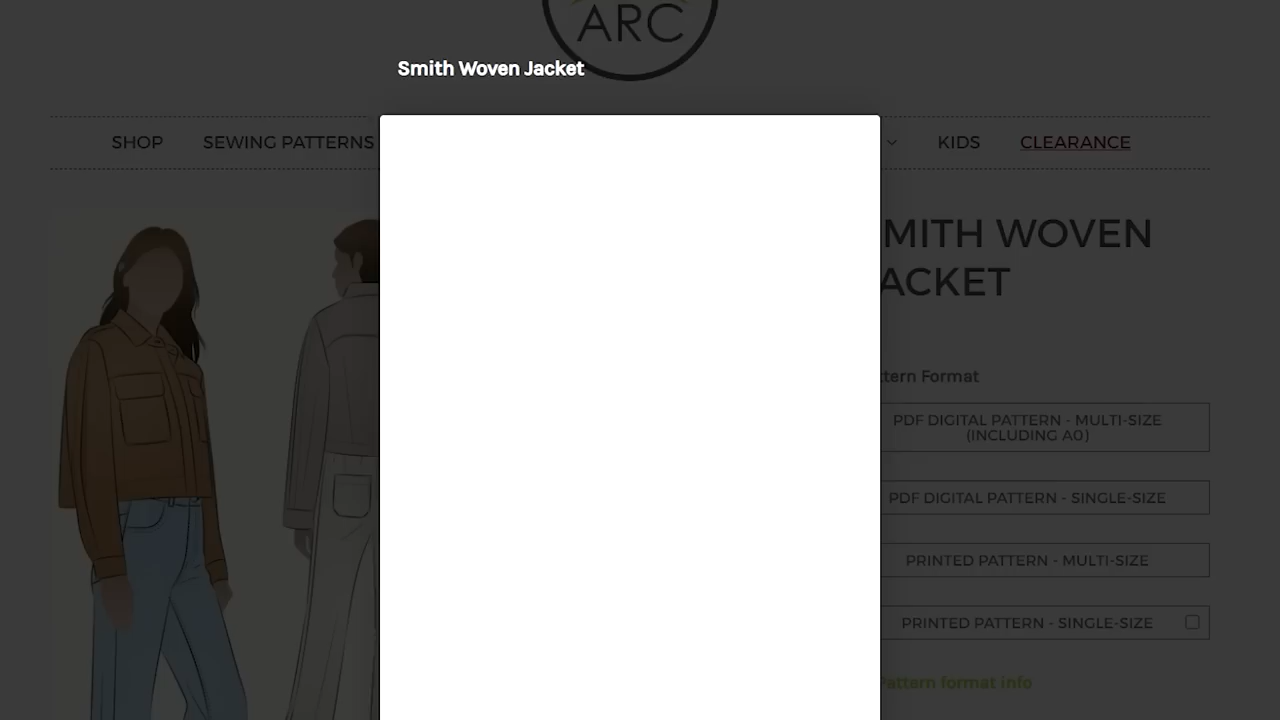 ARC
Smith Woven Jacket
SHOP
SEWING PATTERNS
KIDS
CLEARANCE
MITH WOVEN
ACKET
ttern Format
PDF DIGITAL PATTERN - MULTI-SIZE
(INCLUDING A0)
PDF DIGITAL PATTERN - SINGLE-SIZE
PRINTED PATTERN - MULTI-SIZE
PRINTED PATTERN - SINGLE-SIZE
Pattern format info